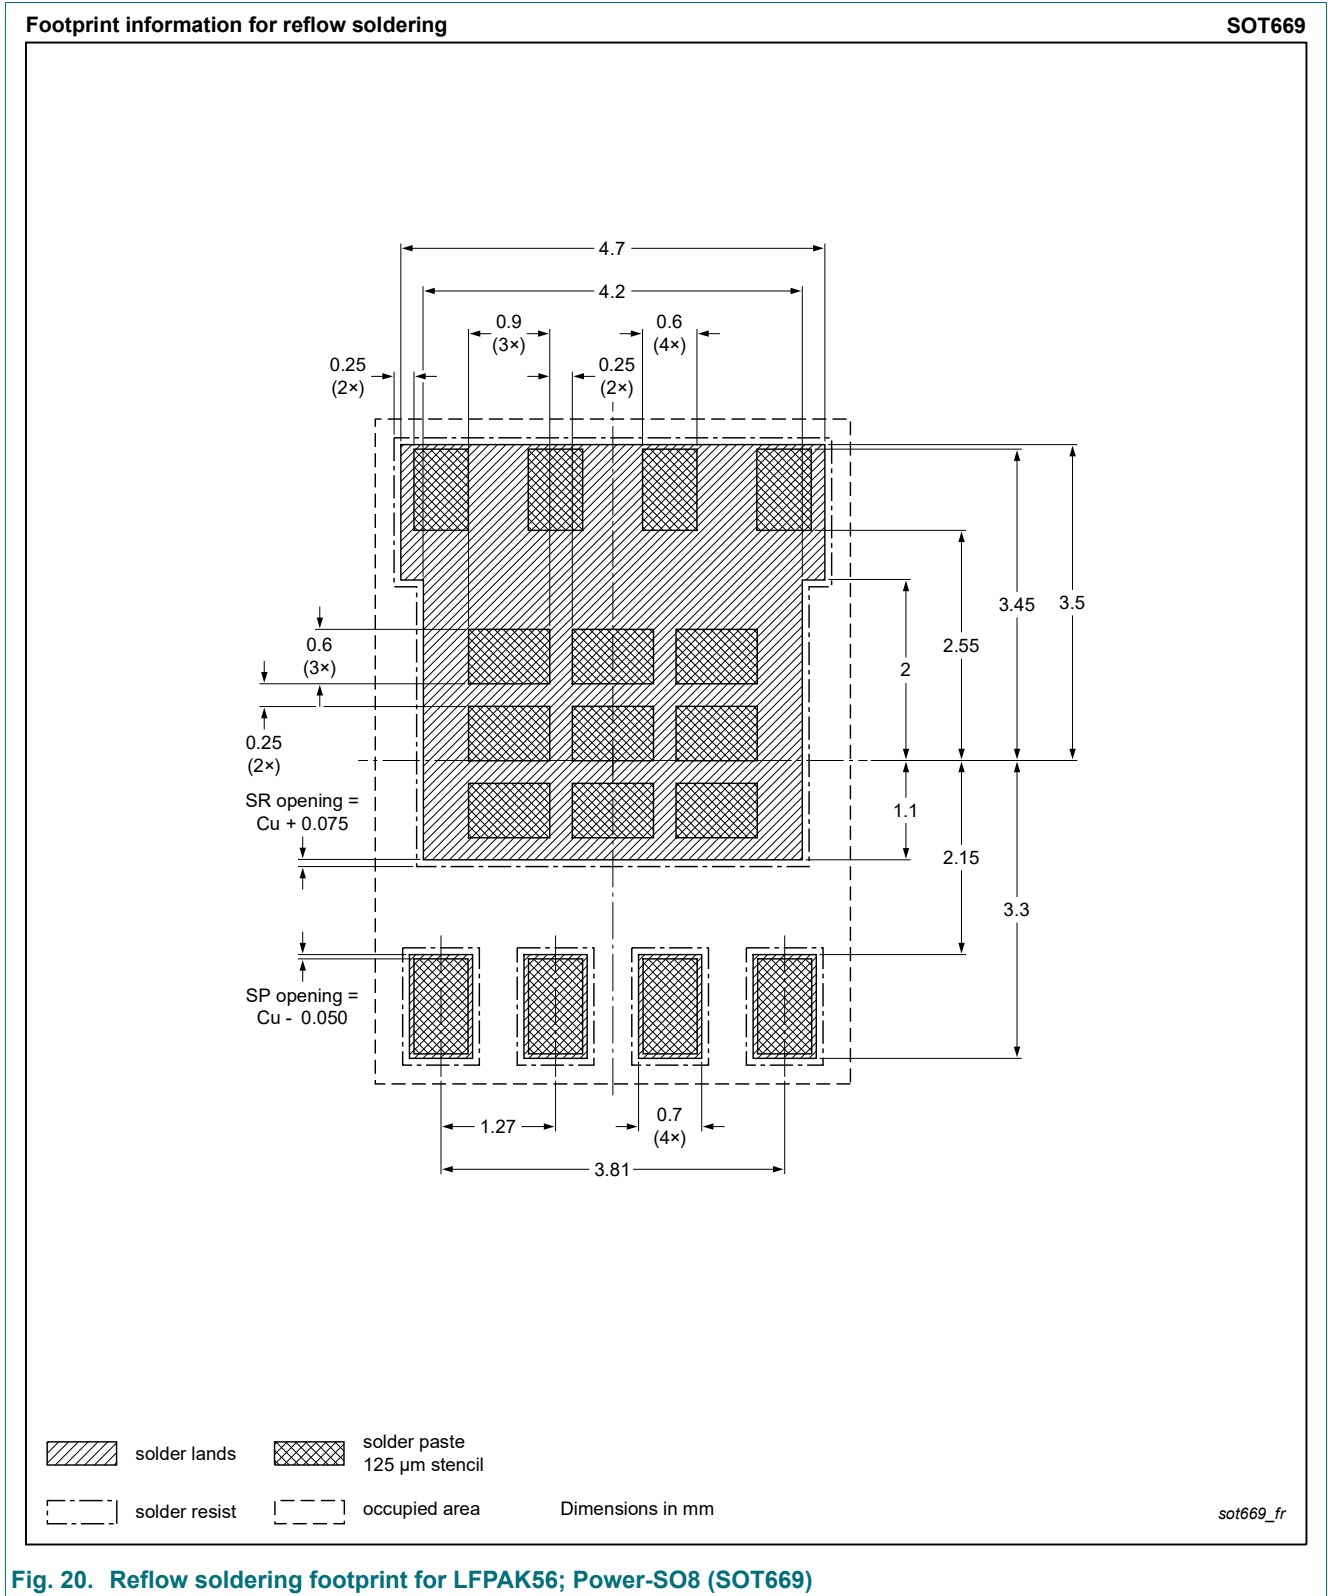 Footprint information for reflow soldering
SOT669
4.7
4.2
0.9
(3×)
0.6
(4×)
0.25
(2×)
0.25
(2×)
0.6
(3×)
0.25
(2×)
SR opening =
Cu + 0.075
SP opening =
Cu - 0.050
3.45
3.5
2.55
2
1.1
2.15
3.3
1.27
0.7
(4×)
3.81
solder lands
solder paste
125 µm stencil
solder resist
occupied area
Dimensions in mm
sot669_fr
Fig. 20. Reflow soldering footprint for LFPAK56; Power-SO8 (SOT669)